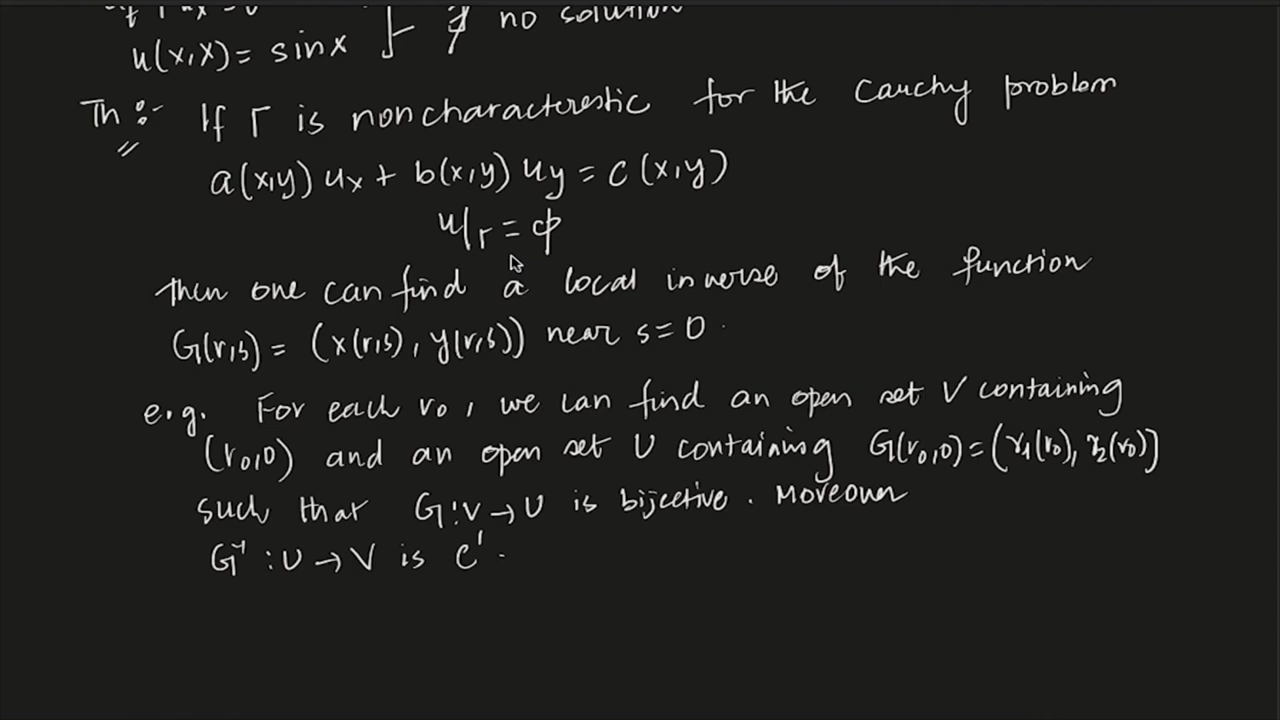 u(x,x) = sinx } ∄ no solution
Th :- If Γ is noncharacterestic for the Cauchy problem
a(x,y) ux + b(x,y) uy = c(x,y)
u/Γ = φ
then one can find a local inverse of the function
G(r,s) = (x(r,s), y(r,s)) near s=0.
e.g. For each r0, we can find an open set V containing
(r0,0) and an open set U containing G(r0,0) = (γ1(r0), γ2(r0))
such that G:V→U is bijective. Moreover
G⁻¹ : U → V is C¹.